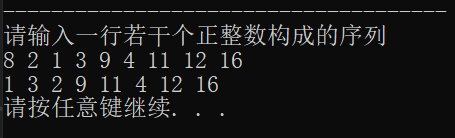 --------------------------------------------
请输入一行若干个正整数构成的序列
8 2 1 3 9 4 11 12 16
1 3 2 9 11 4 12 16
请按任意键继续. . .